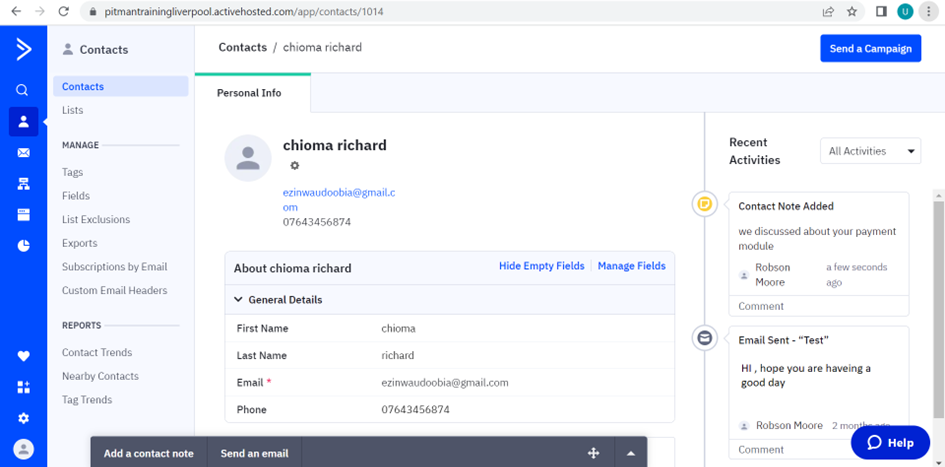 pitmantrainingliverpool.activehosted.com/app/contacts/1014
U
Contacts
Contacts / chioma richard
Send a Campaign
Contacts
Lists
MANAGE
Tags
Fields
List Exclusions
Exports
Subscriptions by Email
Custom Email Headers
REPORTS
Contact Trends
Nearby Contacts
Tag Trends
Personal Info
chioma richard
ezinwaudoobia@gmail.c
om
07643456874
About chioma richard
Hide Empty Fields
Manage Fields
General Details
First Name chioma
Last Name richard
Email * ezinwaudoobia@gmail.com
Phone 07643456874
Add a contact note
Send an email
Recent
Activities
All Activities
Contact Note Added
we discussed about your payment
module
Robson
Moore
a few seconds
ago
Comment
Email Sent - “Test”
HI , hope you are haveing a
good day
Robson Moore 2 months
Comment
Help